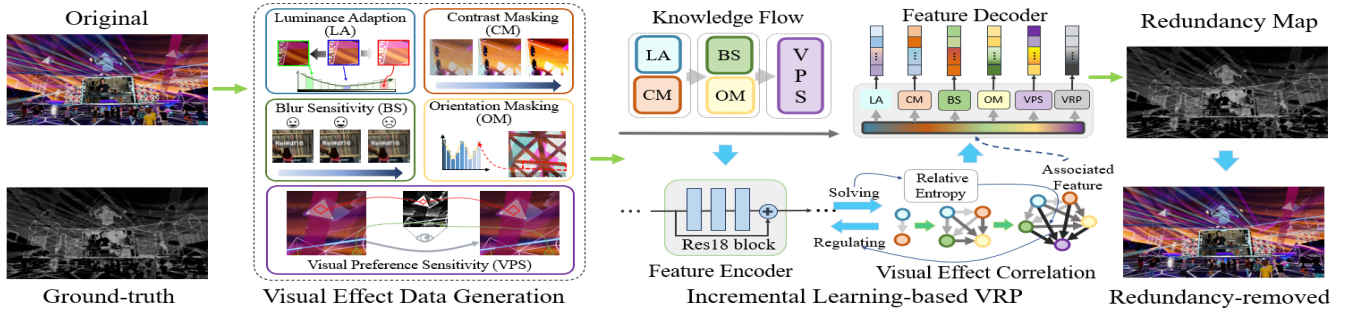 Original
Ground-truth
Luminance Adaption
(LA)
Contrast Masking
(CM)
Blur Sensitivity (BS)
Orientation Masking
(OM)
Visual Preference Sensitivity (VPS)
Visual Effect Data Generation
Knowledge Flow
LA
CM
BS
OM
V
P
S
Feature Decoder
LA
CM
BS
OM
VPS
VRP
Res18 block
Feature Encoder
Solving
Regulating
Relative
Entropy
Associated
Feature
Visual Effect Correlation
Incremental Learning-based VRP
Redundancy Map
Redundancy-removed